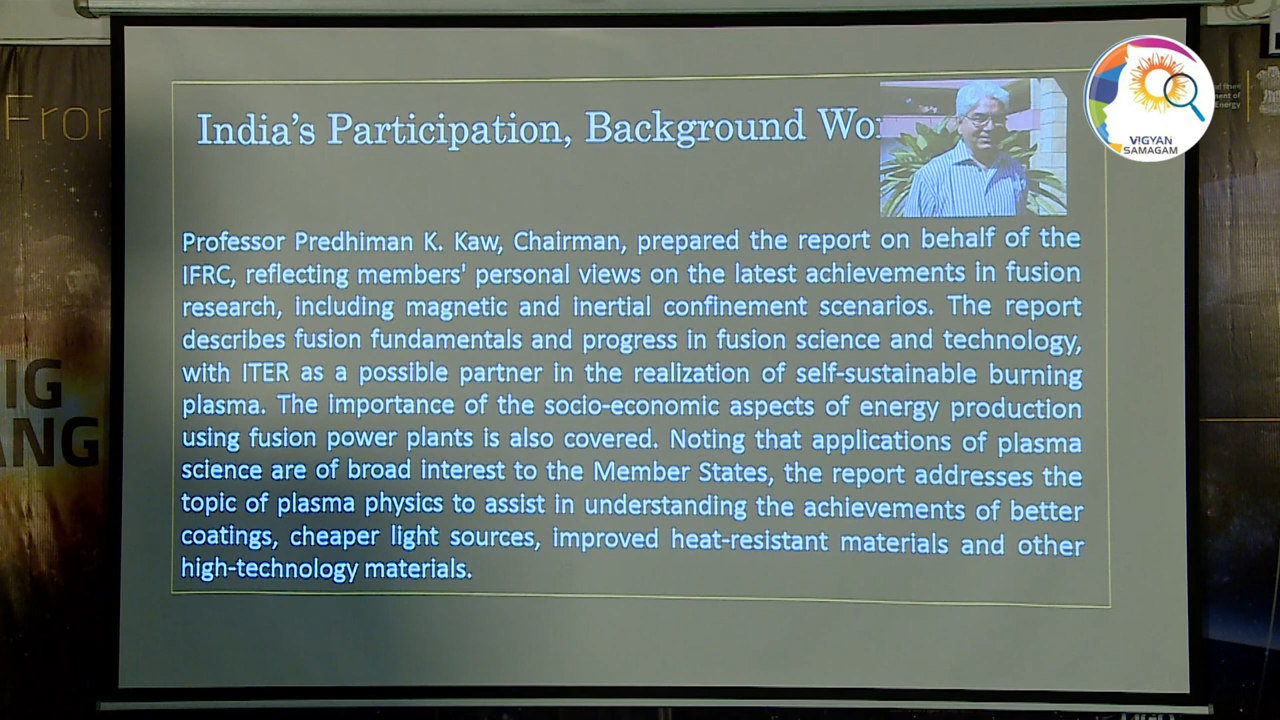 India's Participation, Background Wo
Professor Predhiman K. Kaw, Chairman, prepared the report on behalf of the
IFRC, reflecting members' personal views on the latest achievements in fusion
research, including magnetic and inertial confinement scenarios. The report
describes fusion fundamentals and progress in fusion science and technology,
with ITER as a possible partner in the realization of self-sustainable burning
plasma. The importance of the socio-economic aspects of energy production
using fusion power plants is also covered. Noting that applications of plasma
science are of broad interest to the Member States, the report addresses the
topic of plasma physics to assist in understanding the achievements of better
coatings, cheaper light sources, improved heat-resistant materials and other
high-technology materials.
VIGYAN
SAMAGAM
From
IG
ANG
Energy